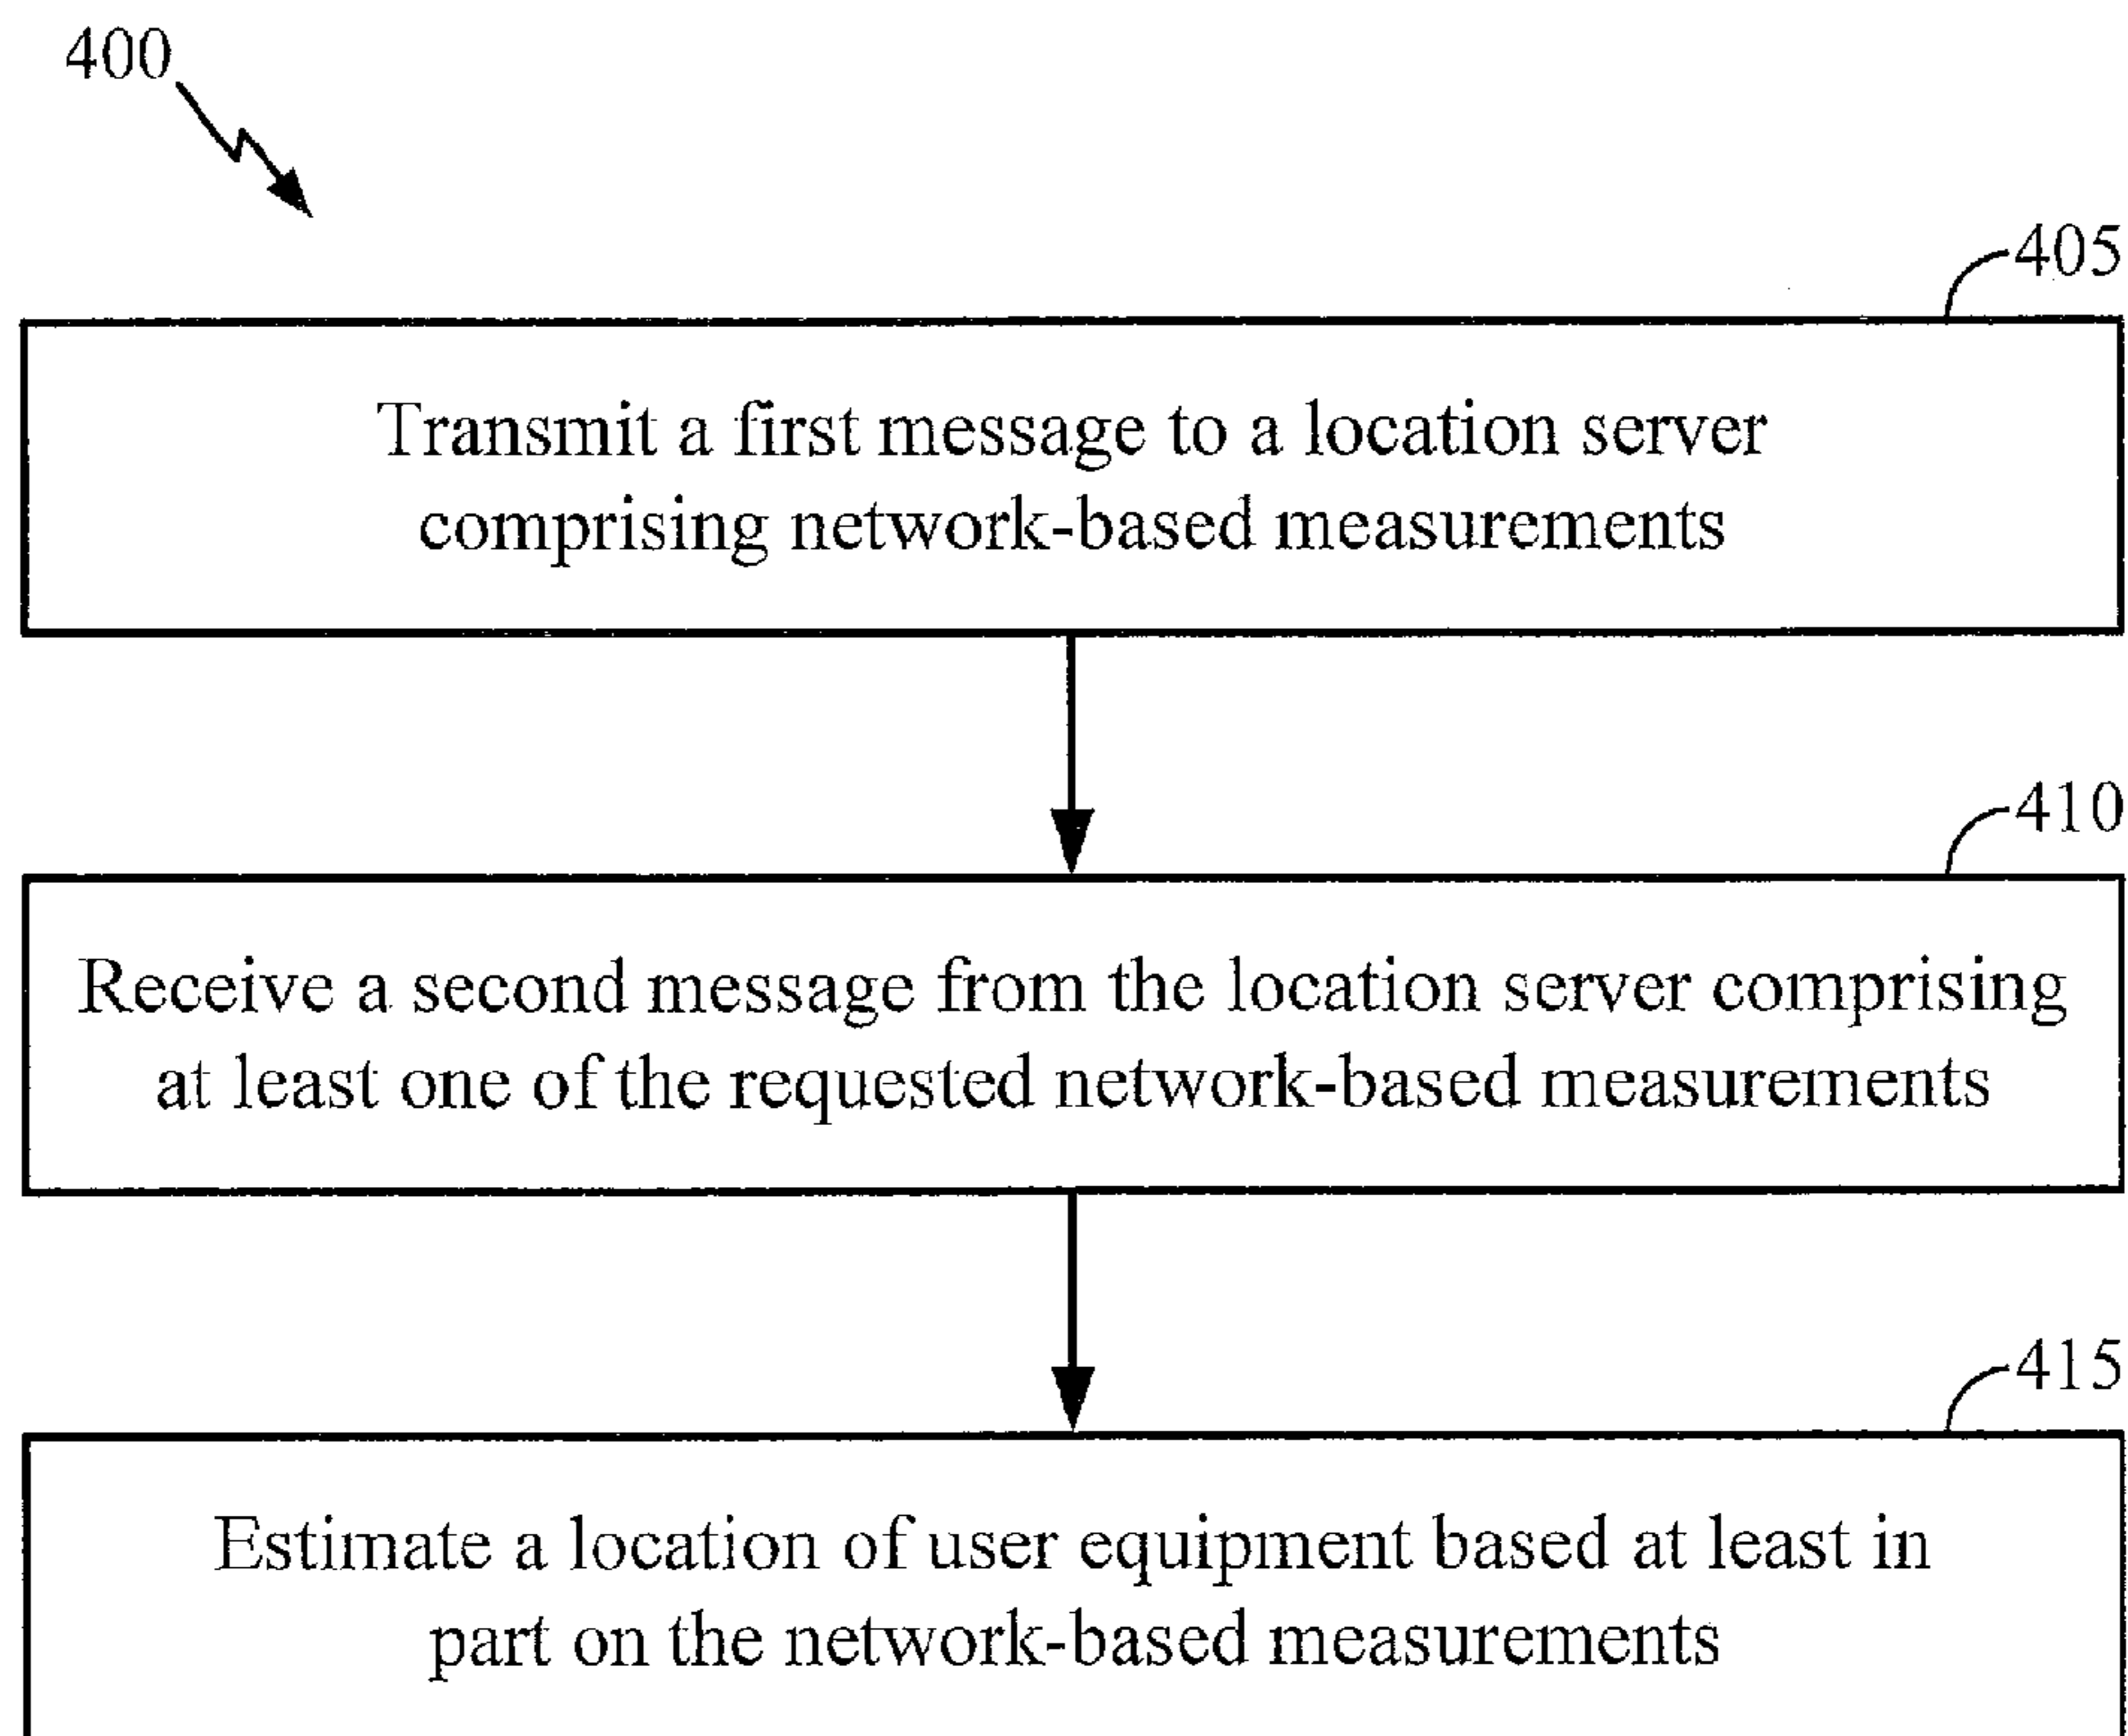 400
405
Transmit a first message to a location server
comprising network-based measurements
410
Receive a second message from the location server comprising
at least one of the requested network-based measurements
415
Estimate a location of user equipment based at least in
part on the network-based measurements